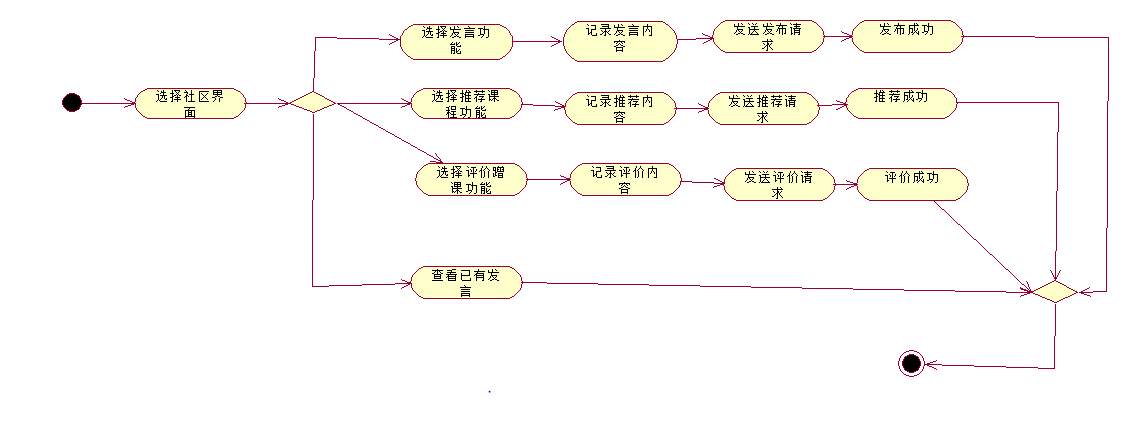 选择发言功
能
记录发言内
容
发送发布请
求
发布成功
选择社区界
面
选择推荐课
程功能
记录推荐内
容
发送推荐请
求
推荐成功
选择评价蹭
课功能
记录评价内
容
发送评价请
求
评价成功
查看已有发
言